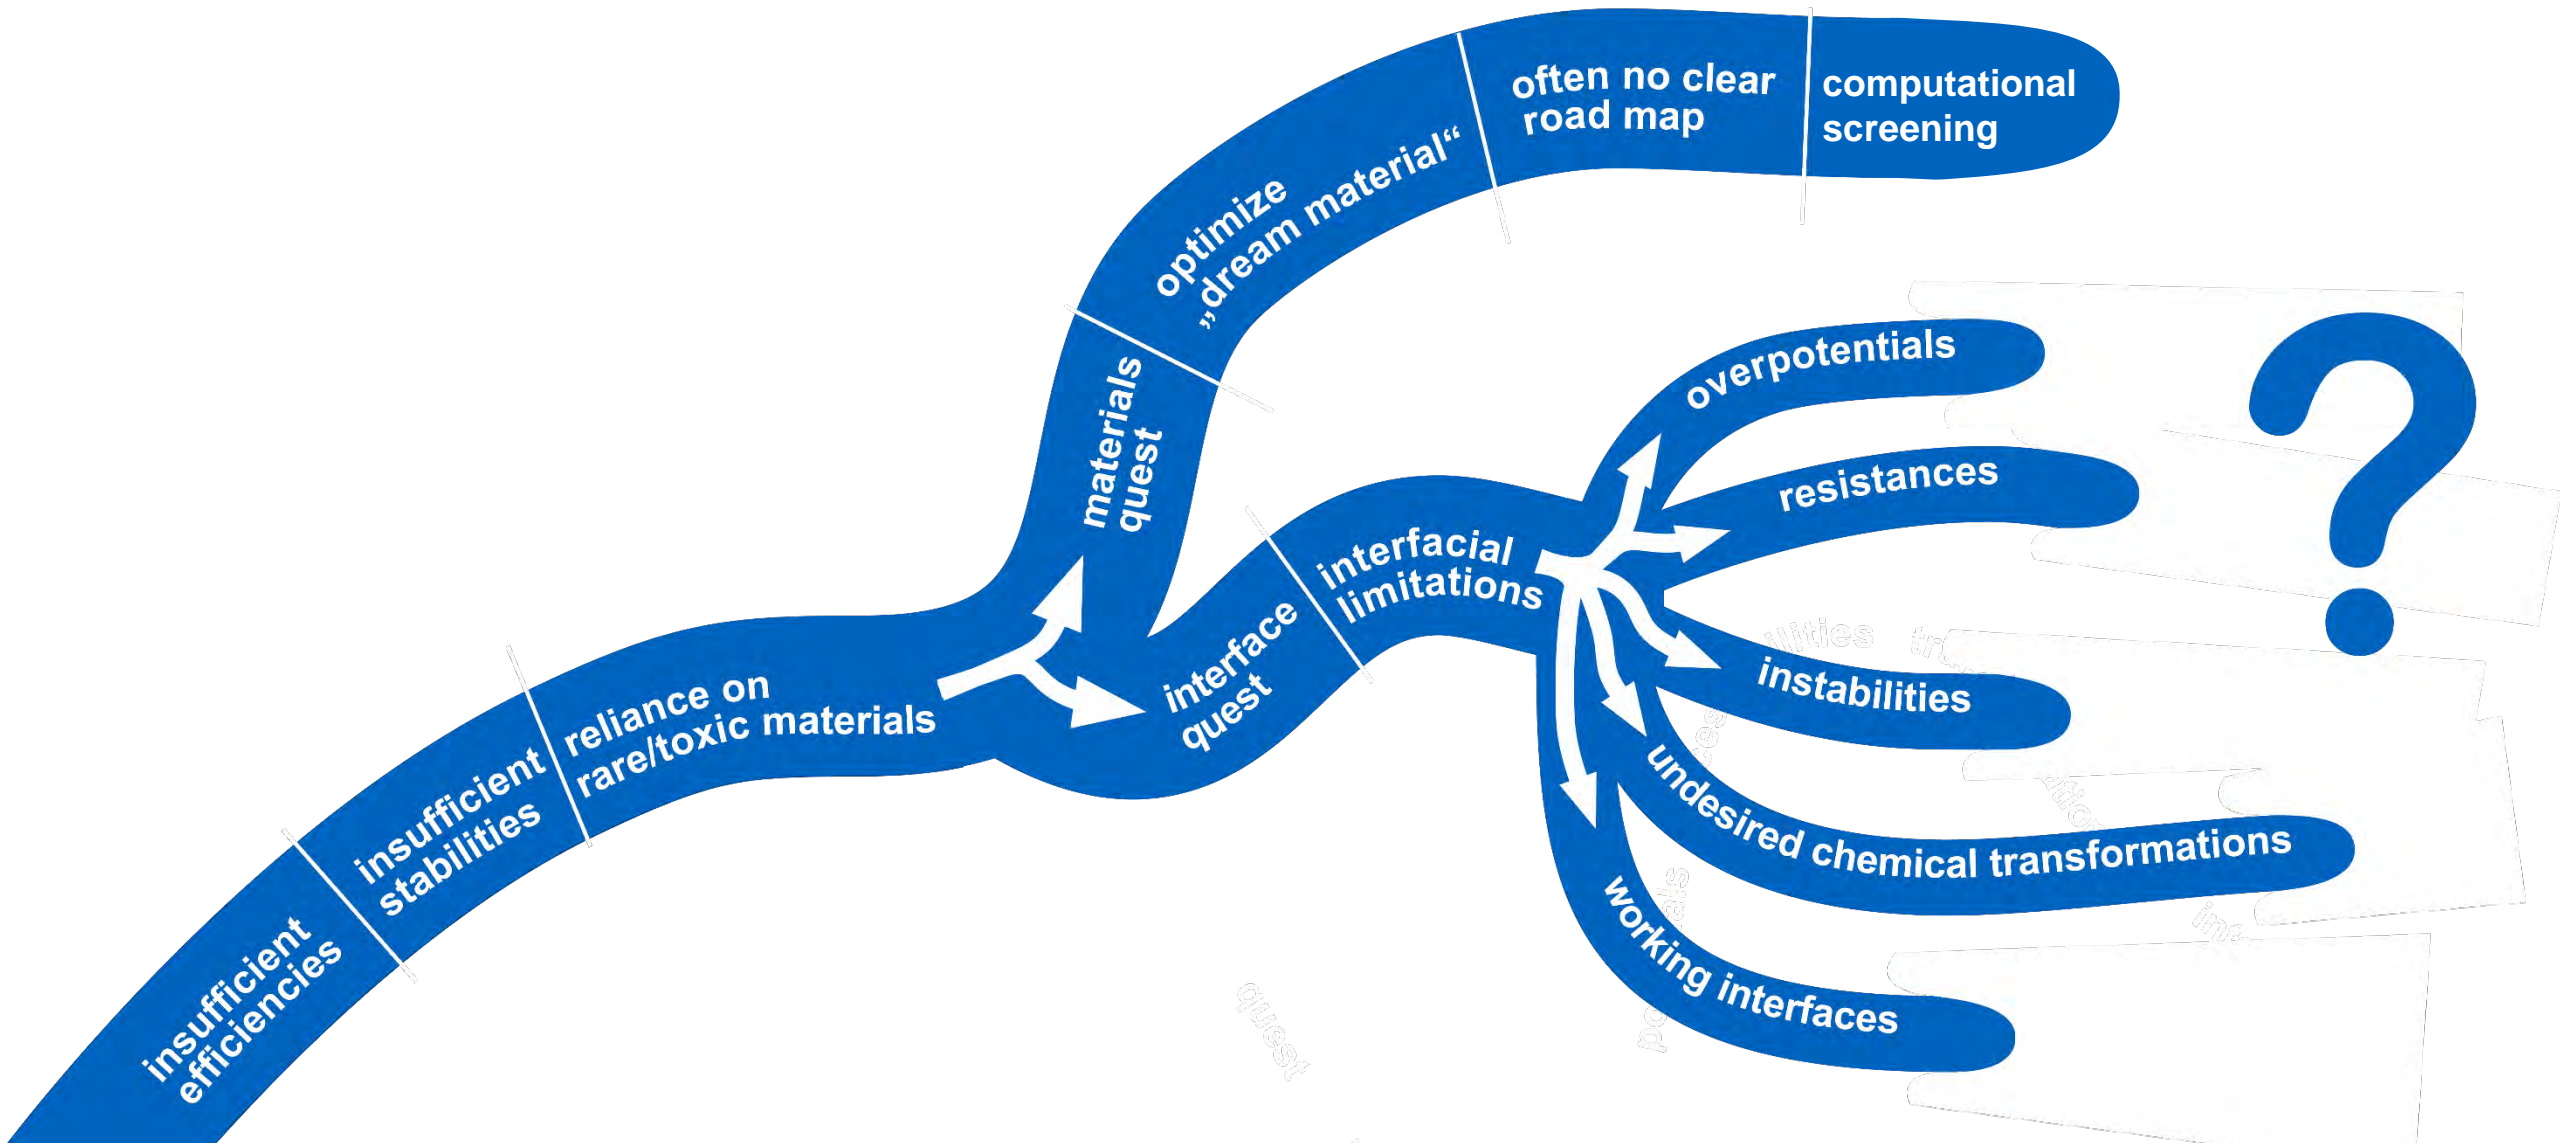 insufficient
efficiencies
insufficient
stabilities
reliance on
rare/toxic materials
materials
quest
optimize
„dream material“
often no clear
road map
computational
screening
interface
quest
interfacial
limitations
overpotentials
resistances
instabilities
undesired chemical transformations
working interfaces
?
quest